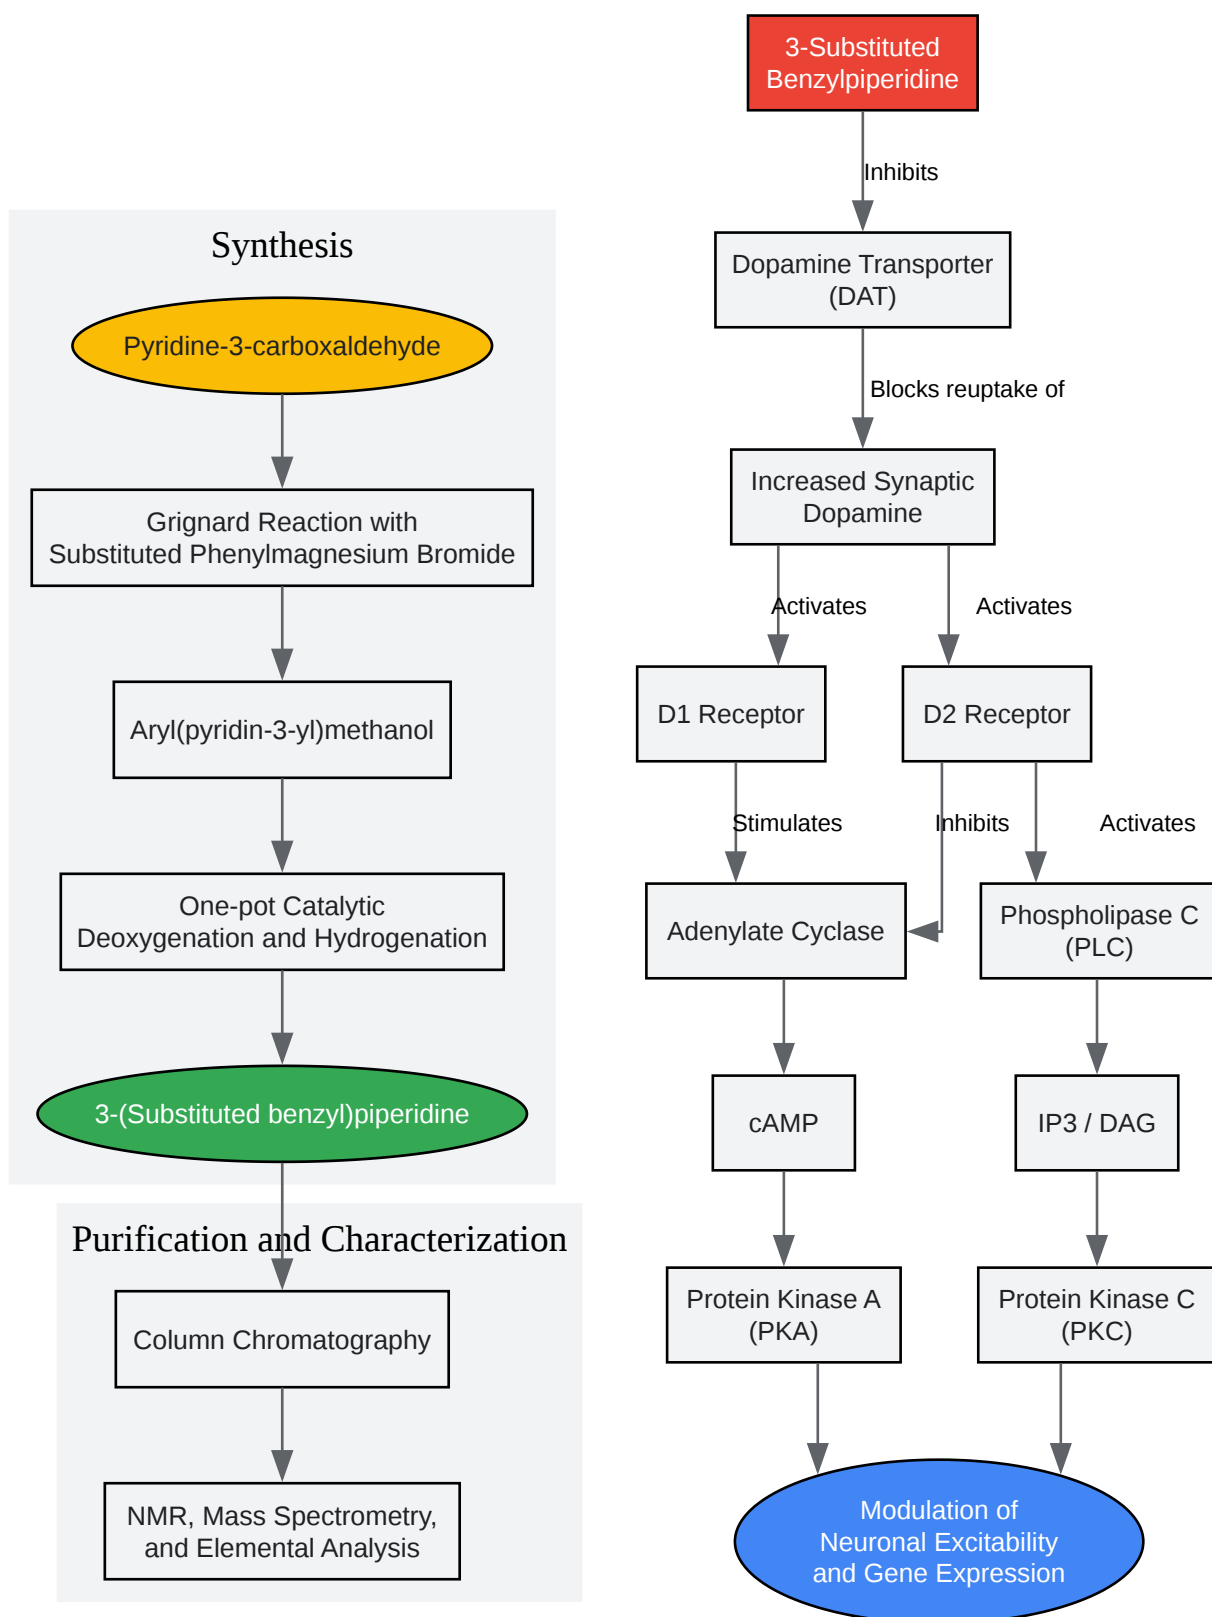 Synthesis
Pyridine-3-carboxaldehyde
Grignard Reaction with
Substituted Phenylmagnesium Bromide
Aryl(pyridin-3-yl)methanol
One-pot Catalytic
Deoxygenation and Hydrogenation
3-(Substituted benzyl)piperidine
Purification and Characterization
Column Chromatography
NMR, Mass Spectrometry,
and Elemental Analysis
3-Substituted
Benzylpiperidine
Inhibits
Dopamine Transporter
(DAT)
Blocks reuptake of
Increased Synaptic
Dopamine
Activates
Activates
D1 Receptor
D2 Receptor
Stimulates
Inhibits
Activates
Adenylate Cyclase
Phospholipase C
(PLC)
cAMP
IP3 / DAG
Protein Kinase A
(PKA)
Protein Kinase C
(PKC)
Modulation of
Neuronal Excitability
and Gene Expression